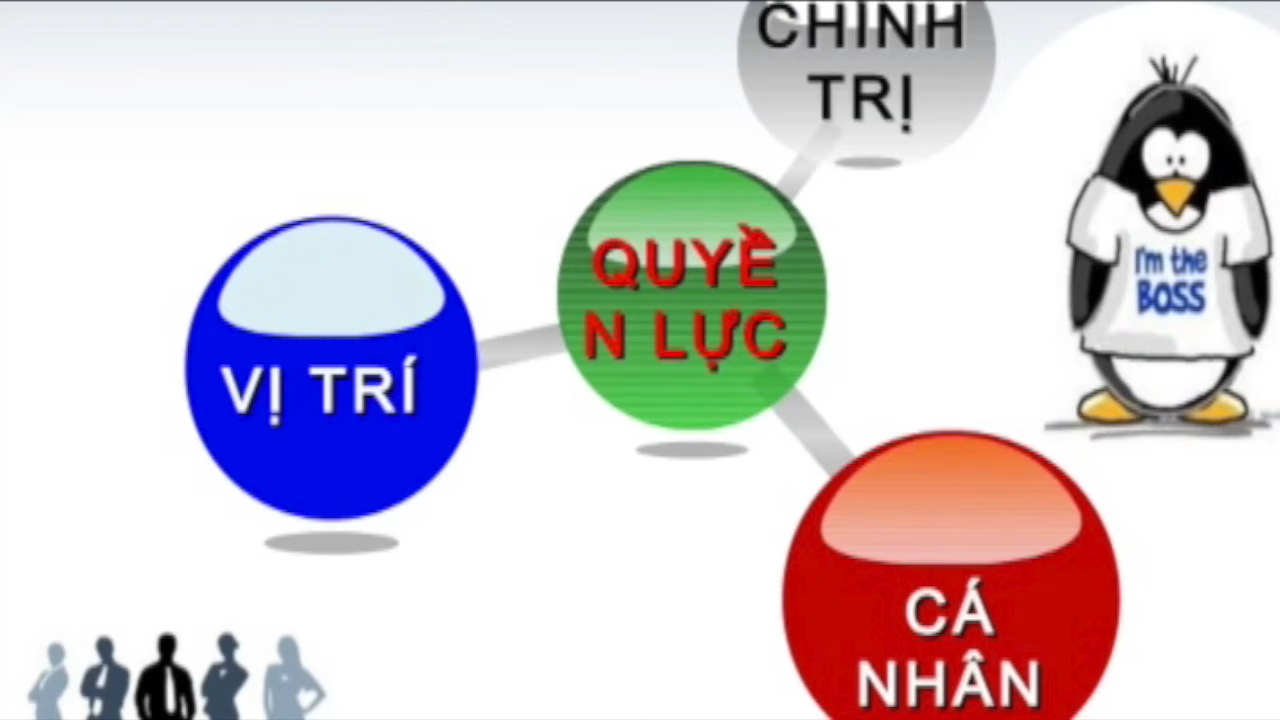 CHÍNH
TRỊ
QUYỀ
N LỰC
VỊ TRÍ
CÁ
NHÂN
I'm the
BOSS